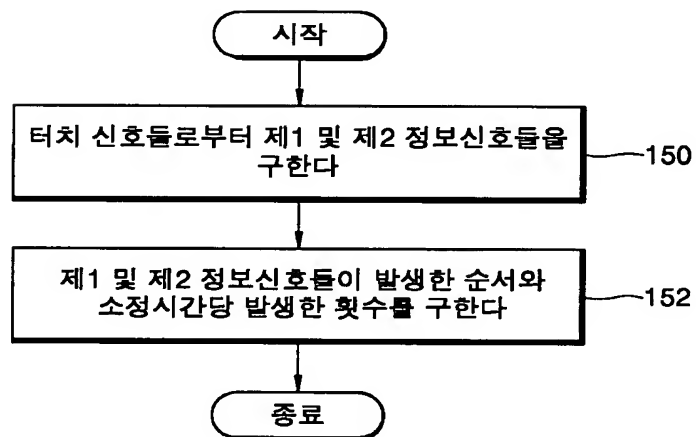 시작
터치 신호들로부터 제1 및 제2 정보신호들을
구한다
150
제1 및 제2 정보신호들이 발생한 순서와
소정시간당 발생한 횟수를 구한다
152
종료